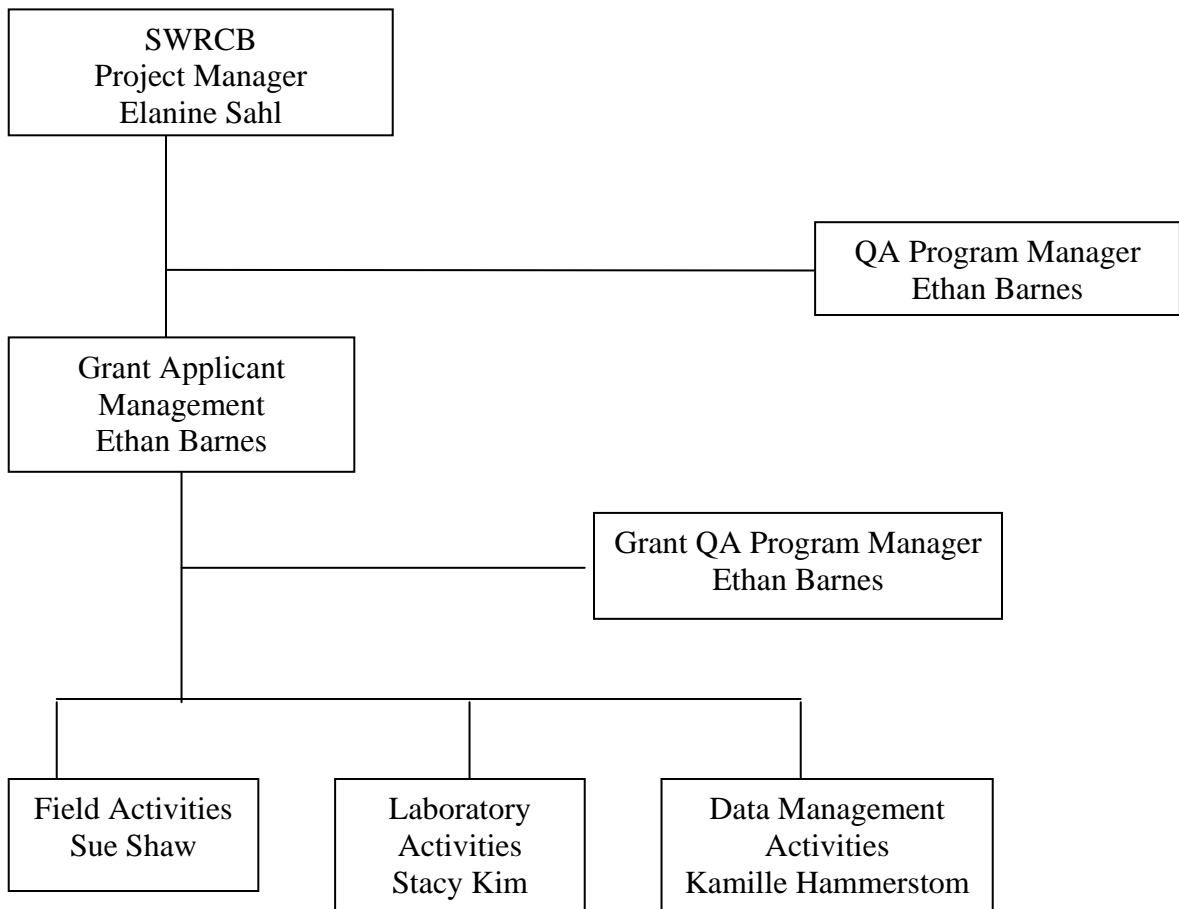 SWRCB
Project Manager
Elanine Sahl
QA Program Manager
Ethan Barnes
Grant Applicant
Management
Ethan Barnes
Grant QA Program Manager
Ethan Barnes
Field Activities
Sue Shaw
Laboratory
Activities
Stacy Kim
Data Management
Activities
Kamille Hammerstom